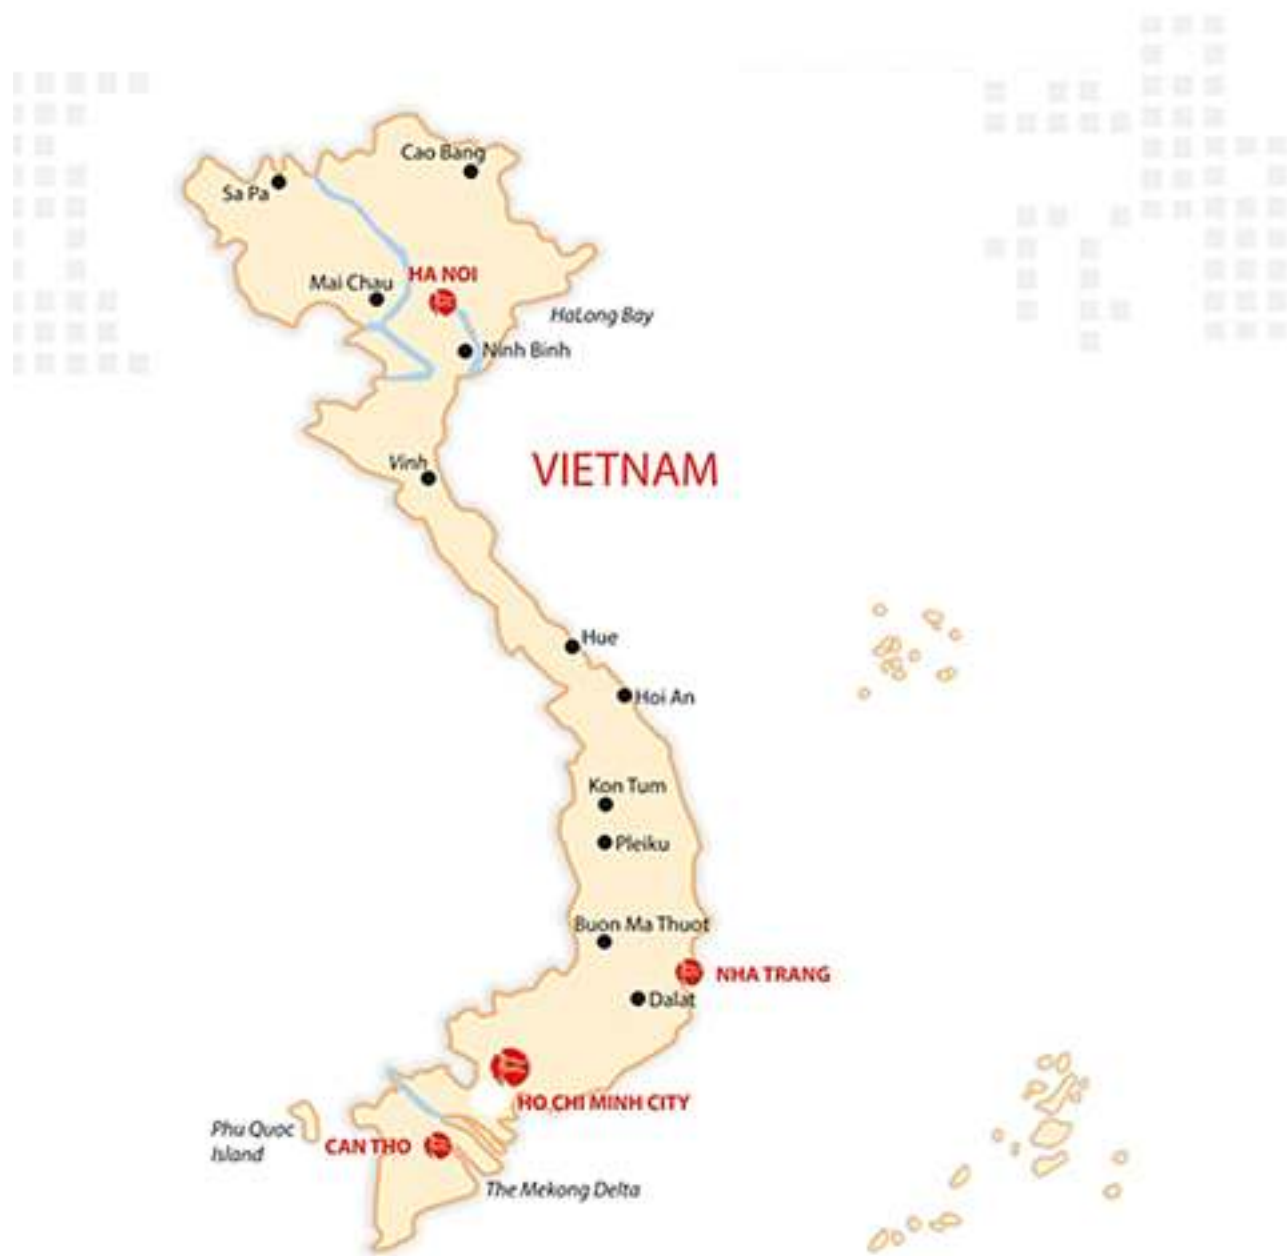 Cao Bang
Sa Pa
HA NOI
Mai Chau
HaLong Bay
Ninh Binh
VIETNAM
Vinh
Hue
Hoi An
Kon Tum
Pleiku
Buon Ma Thuot
NHA TRANG
Dalat
HO CHI MINH CITY
Phu Quoc
Island
CAN THO
The Mekong Delta